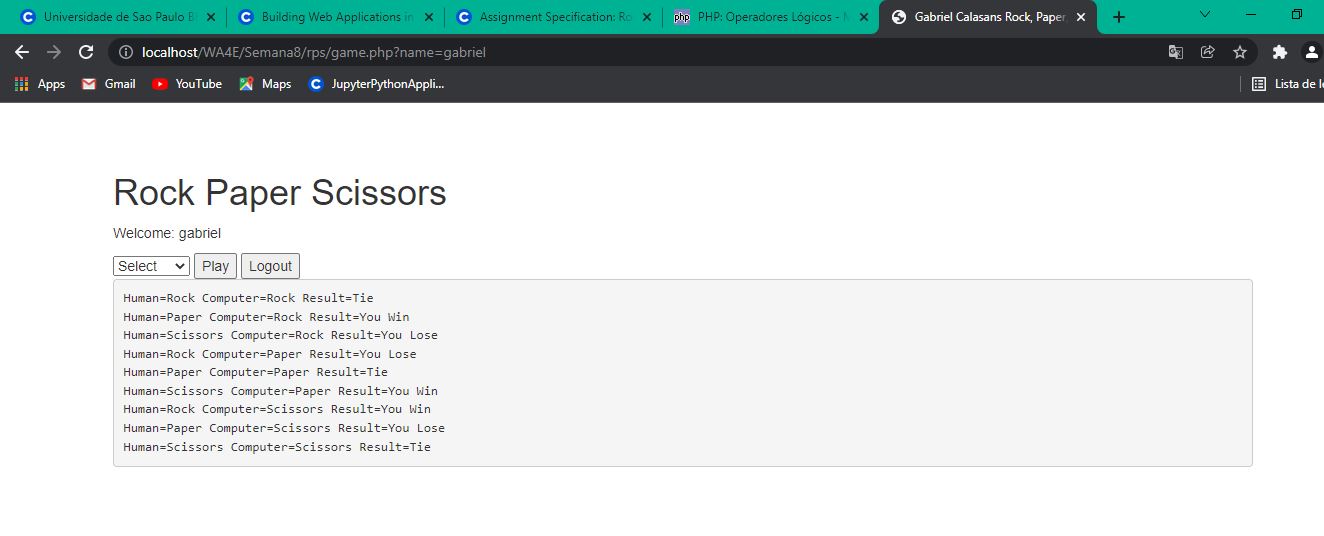 Universidade de Sao Paulo B
Building Web Applications in
Assignment Specification: Ro
php PHP: Operadores Lógicos - M
Gabriel Calasans Rock, Paper,
localhost/WA4E/Semana8/rps/game.php?name=gabriel
Apps Gmail YouTube Maps JupyterPythonAppli... Lista de le
Rock Paper Scissors
Welcome: gabriel
Select Play Logout
Human=Rock Computer=Rock Result=Tie
Human=Paper Computer=Rock Result=You Win
Human=Scissors Computer=Rock Result=You Lose
Human=Rock Computer=Paper Result=You Lose
Human=Paper Computer=Paper Result=Tie
Human=Scissors Computer=Paper Result=You Win
Human=Rock Computer=Scissors Result=You Win
Human=Paper Computer=Scissors Result=You Lose
Human=Scissors Computer=Scissors Result=Tie